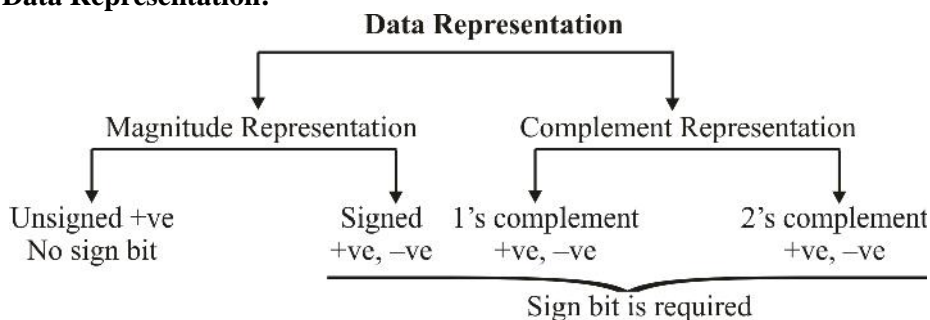 Data Representation:
Data Representation
Magnitude Representation Complement Representation
Unsigned +ve Signed 1’s complement 2’s complement
No sign bit +ve, –ve +ve, –ve +ve, –ve
Sign bit is required